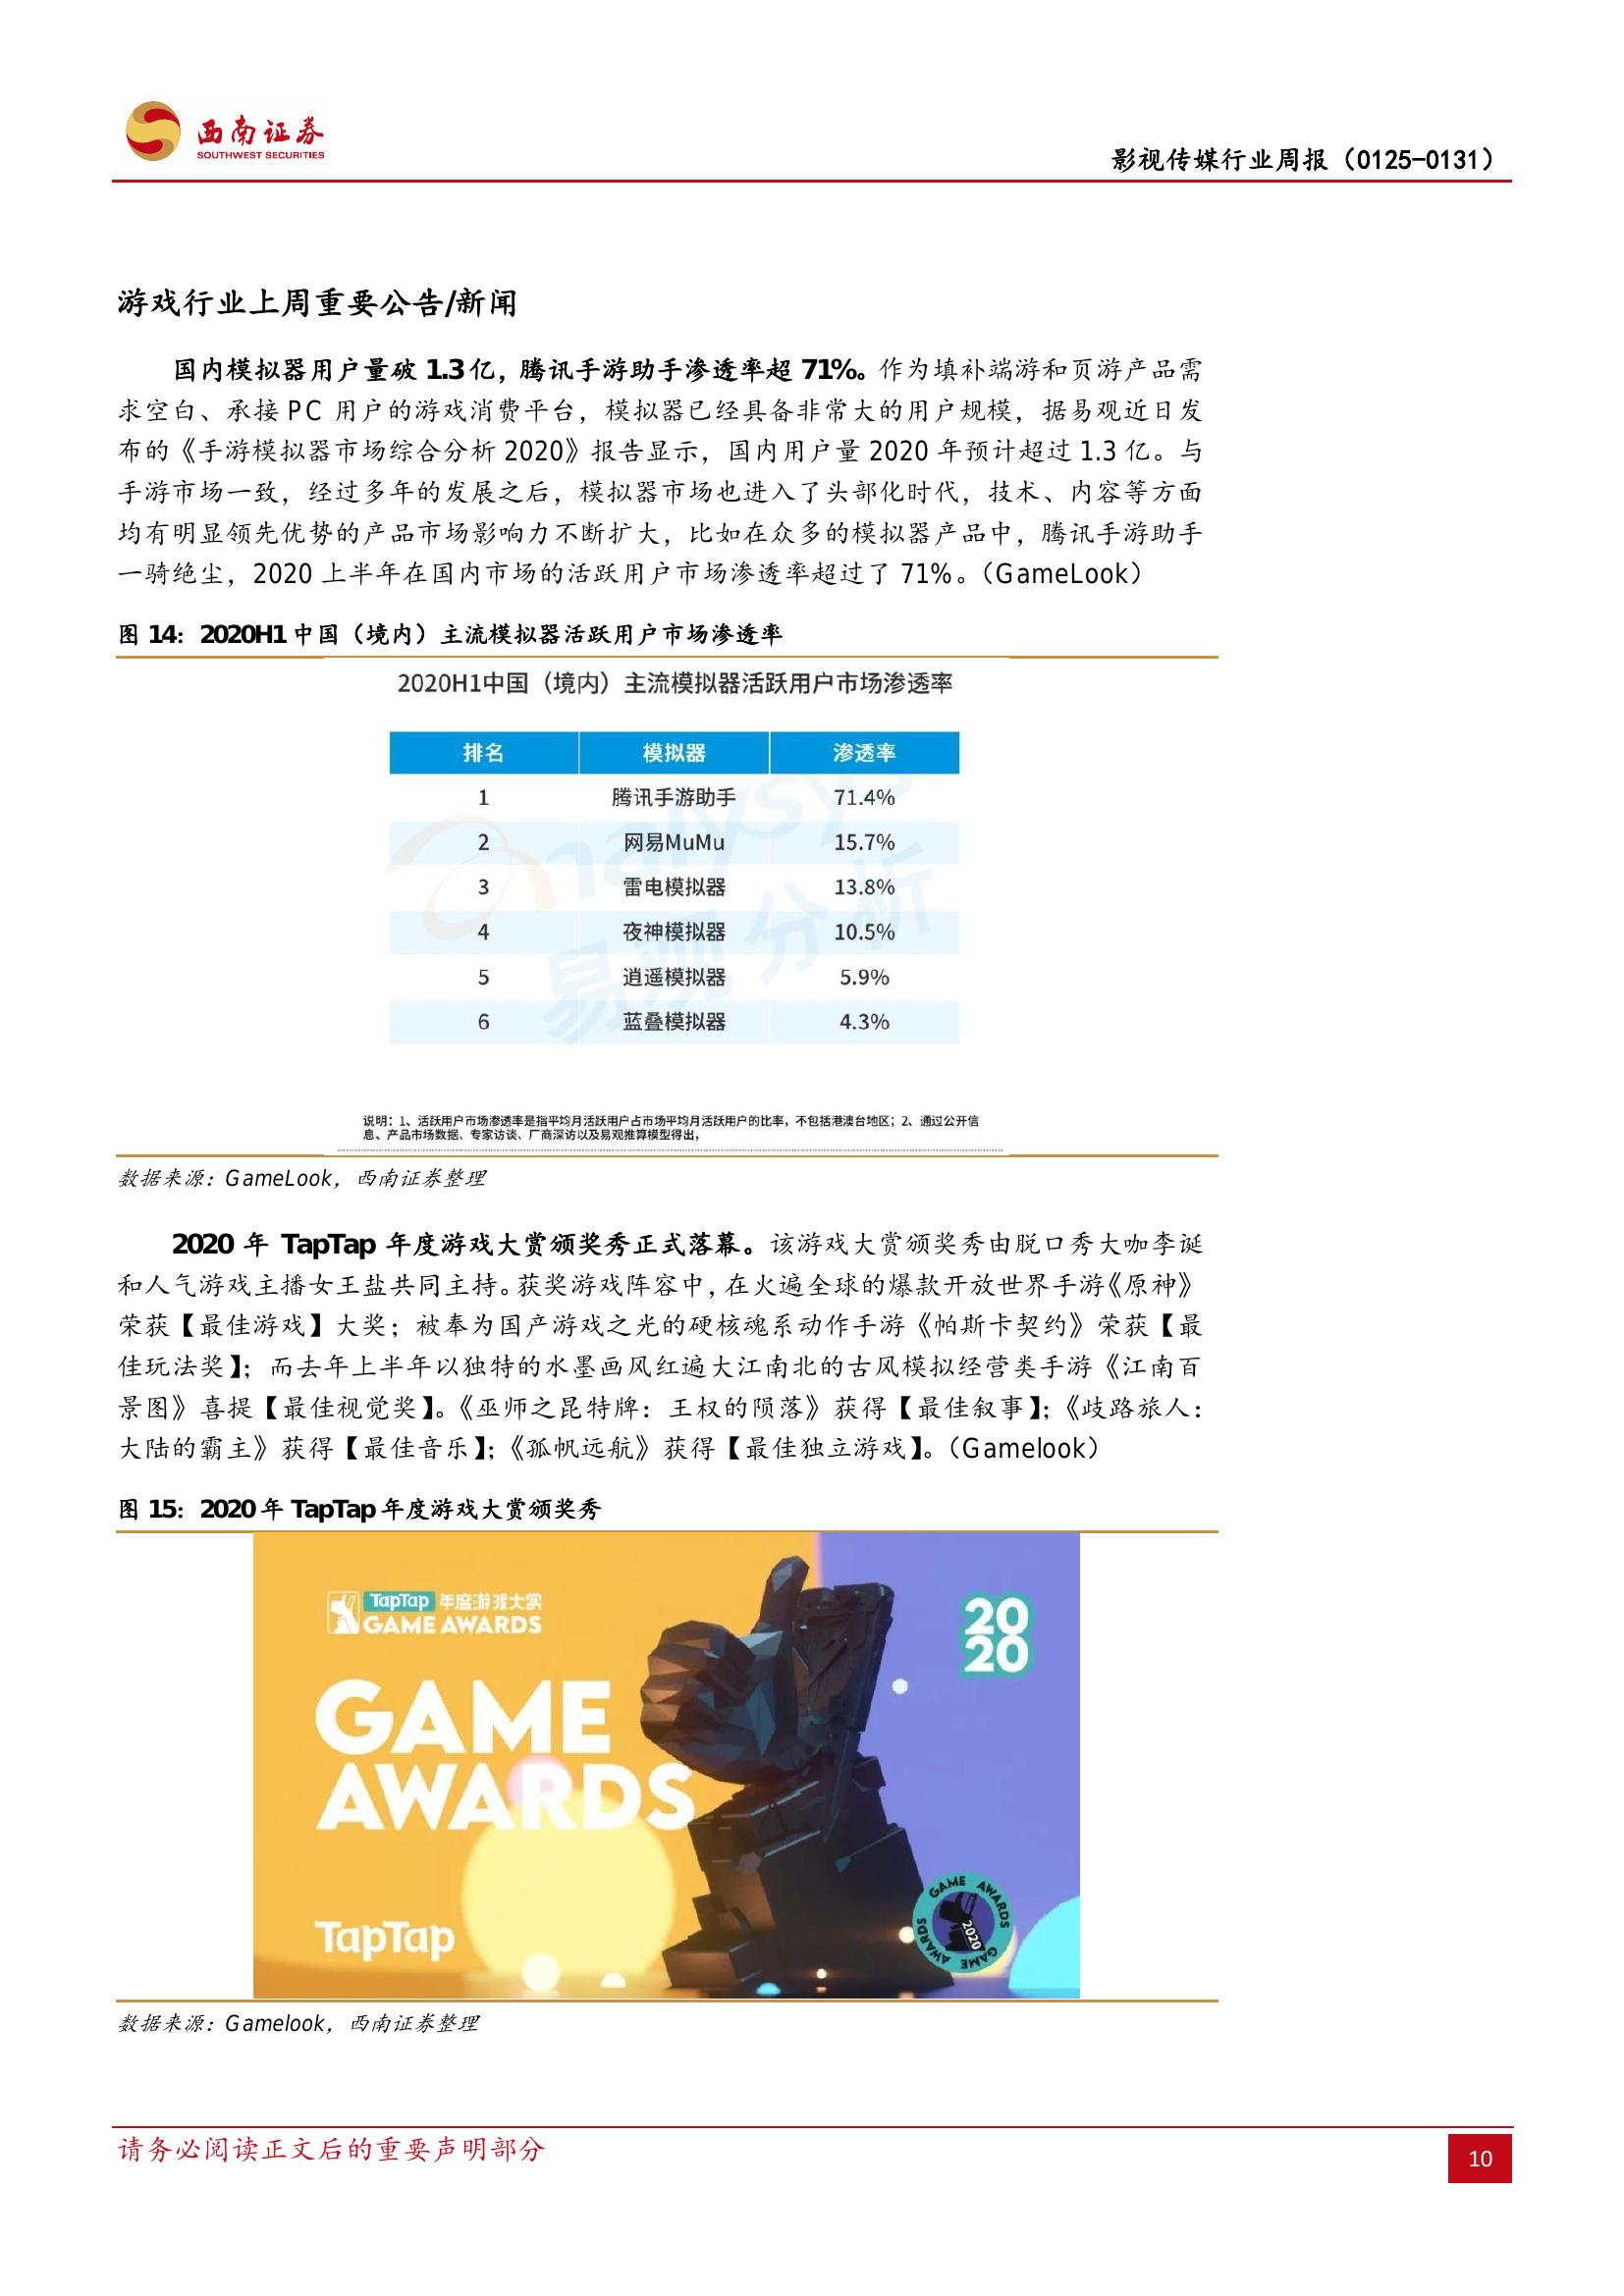 西南证券
SOUTHWEST SECURITIES
影视传媒行业周报（0125-0131）
游戏行业上周重要公告/新闻
国内模拟器用户量破 1.3 亿，腾讯手游助手渗透率超 71%。作为填补端游和页游产品需
求空白、承接 PC 用户的游戏消费平台，模拟器已经具备非常大的用户规模，据易观近日发
布的《手游模拟器市场综合分析 2020》报告显示，国内用户量 2020 年预计超过 1.3 亿。与
手游市场一致，经过多年的发展之后，模拟器市场也进入了头部化时代，技术、内容等方面
均有明显领先优势的产品市场影响力不断扩大，比如在众多的模拟器产品中，腾讯手游助手
一骑绝尘，2020 上半年在国内市场的活跃用户市场渗透率超过了 71%。（GameLook）
图 14：2020H1 中国（境内）主流模拟器活跃用户市场渗透率
2020H1中国（境内）主流模拟器活跃用户市场渗透率
排名 模拟器 渗透率
1 腾讯手游助手 71.4%
2 网易MuMu 15.7%
3 雷电模拟器 13.8%
4 夜神模拟器 10.5%
5 逍遥模拟器 5.9%
6 蓝叠模拟器 4.3%
nalysys
易观分析
说明：1、活跃用户市场渗透率是指平均月活跃用户占市场平均月活跃用户的比率，不包括港澳台地区；2、通过公开信
息、产品市场数据、专家访谈、厂商深访以及易观推算模型得出，
数据来源：GameLook，西南证券整理
2020 年 TapTap 年度游戏大赏颁奖秀正式落幕。该游戏大赏颁奖秀由脱口秀大咖李诞
和人气游戏主播女王盐共同主持。获奖游戏阵容中，在火遍全球的爆款开放世界手游《原神》
荣获【最佳游戏】大奖；被奉为国产游戏之光的硬核魂系动作手游《帕斯卡契约》荣获【最
佳玩法奖】；而去年上半年以独特的水墨画风红遍大江南北的古风模拟经营类手游《江南百
景图》喜提【最佳视觉奖】。《巫师之昆特牌：王权的陨落》获得【最佳叙事】；《歧路旅人：
大陆的霸主》获得【最佳音乐】；《孤帆远航》获得【最佳独立游戏】。（Gamelook）
图 15：2020 年 TapTap 年度游戏大赏颁奖秀
TapTap 年度游戏大赏
GAME AWARDS
20
20
GAME
AWARDS
TapTap
GAME AWARDS GAME AWARDS
2020
数据来源：Gamelook，西南证券整理
请务必阅读正文后的重要声明部分
10